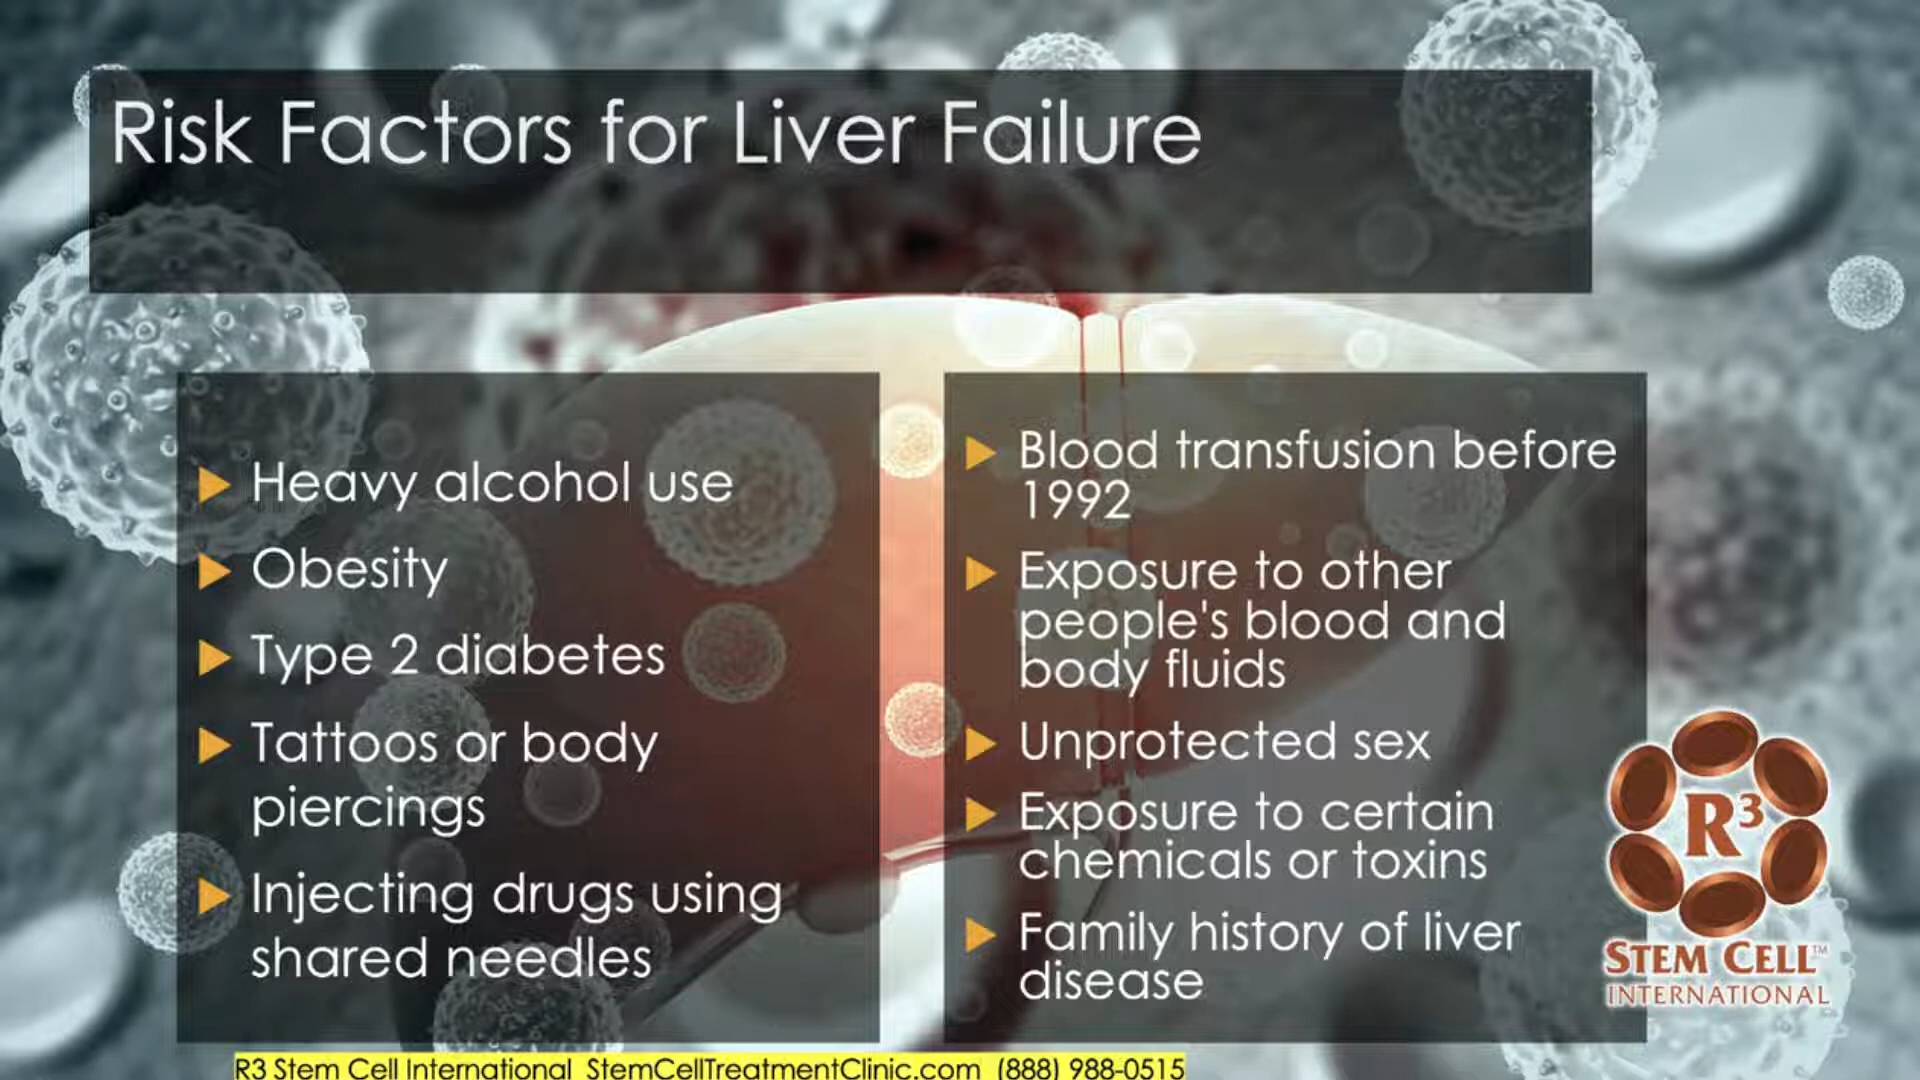 Risk Factors for Liver Failure
Heavy alcohol use
Obesity
Type 2 diabetes
Tattoos or body
piercings
Injecting drugs using
shared needles
Blood transfusion before
1992
Exposure to other
people's blood and
body fluids
Unprotected sex
Exposure to certain
chemicals or toxins
Family history of liver
disease
R3
STEM CELL™
INTERNATIONAL
R3 Stem Cell International StemCellTreatmentClinic.com (888) 988-0515